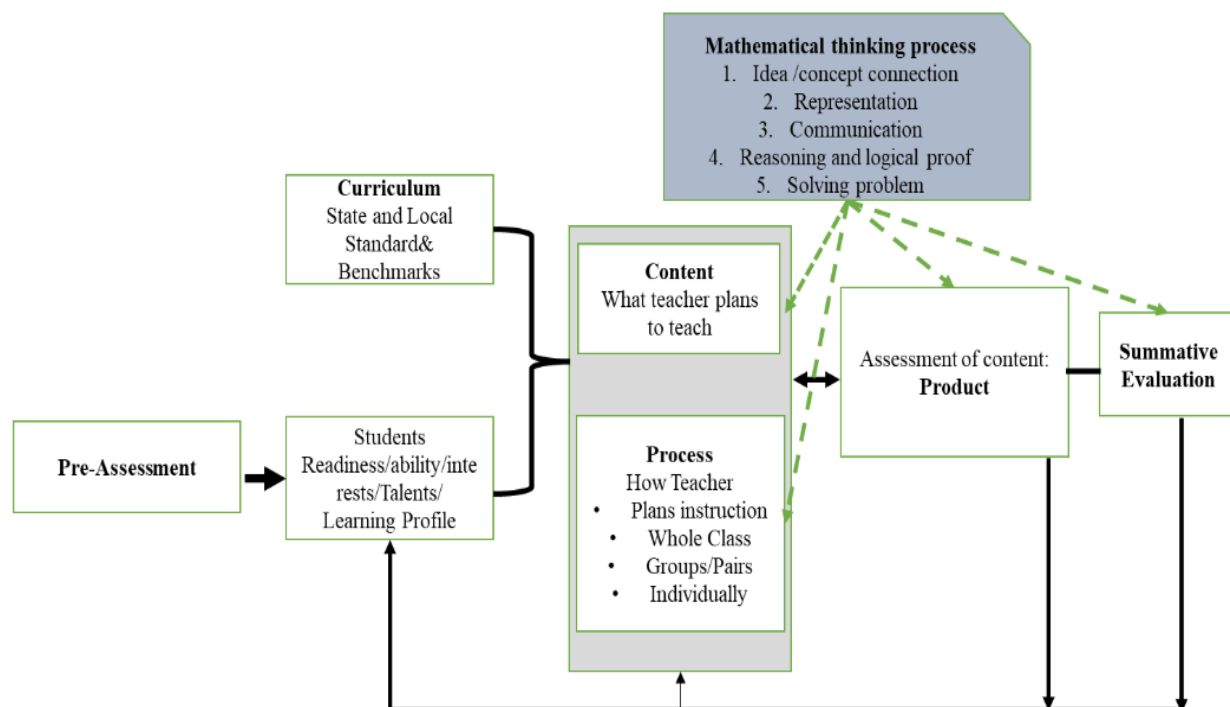 Mathematical thinking process
1. Idea /concept connection
2. Representation
3. Communication
4. Reasoning and logical proof
5. Solving problem
Curriculum
State and Local
Standard&
Benchmarks
Content
What teacher plans
to teach
Assessment of content:
Product
Summative
Evaluation
Pre-Assessment
Students
Readiness/ability/inte
rests/Talents/
Learning Profile
Process
How Teacher
• Plans instruction
• Whole Class
• Groups/Pairs
• Individually